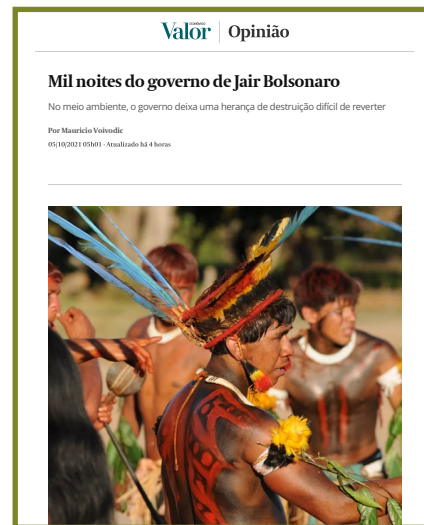 Valor ECONÔMICO Opinião
Mil noites do governo de Jair Bolsonaro
No meio ambiente, o governo deixa uma herança de destruição difícil de reverter
Por Mauricio Voivodic
05/10/2021 05h01 · Atualizado há 4 horas